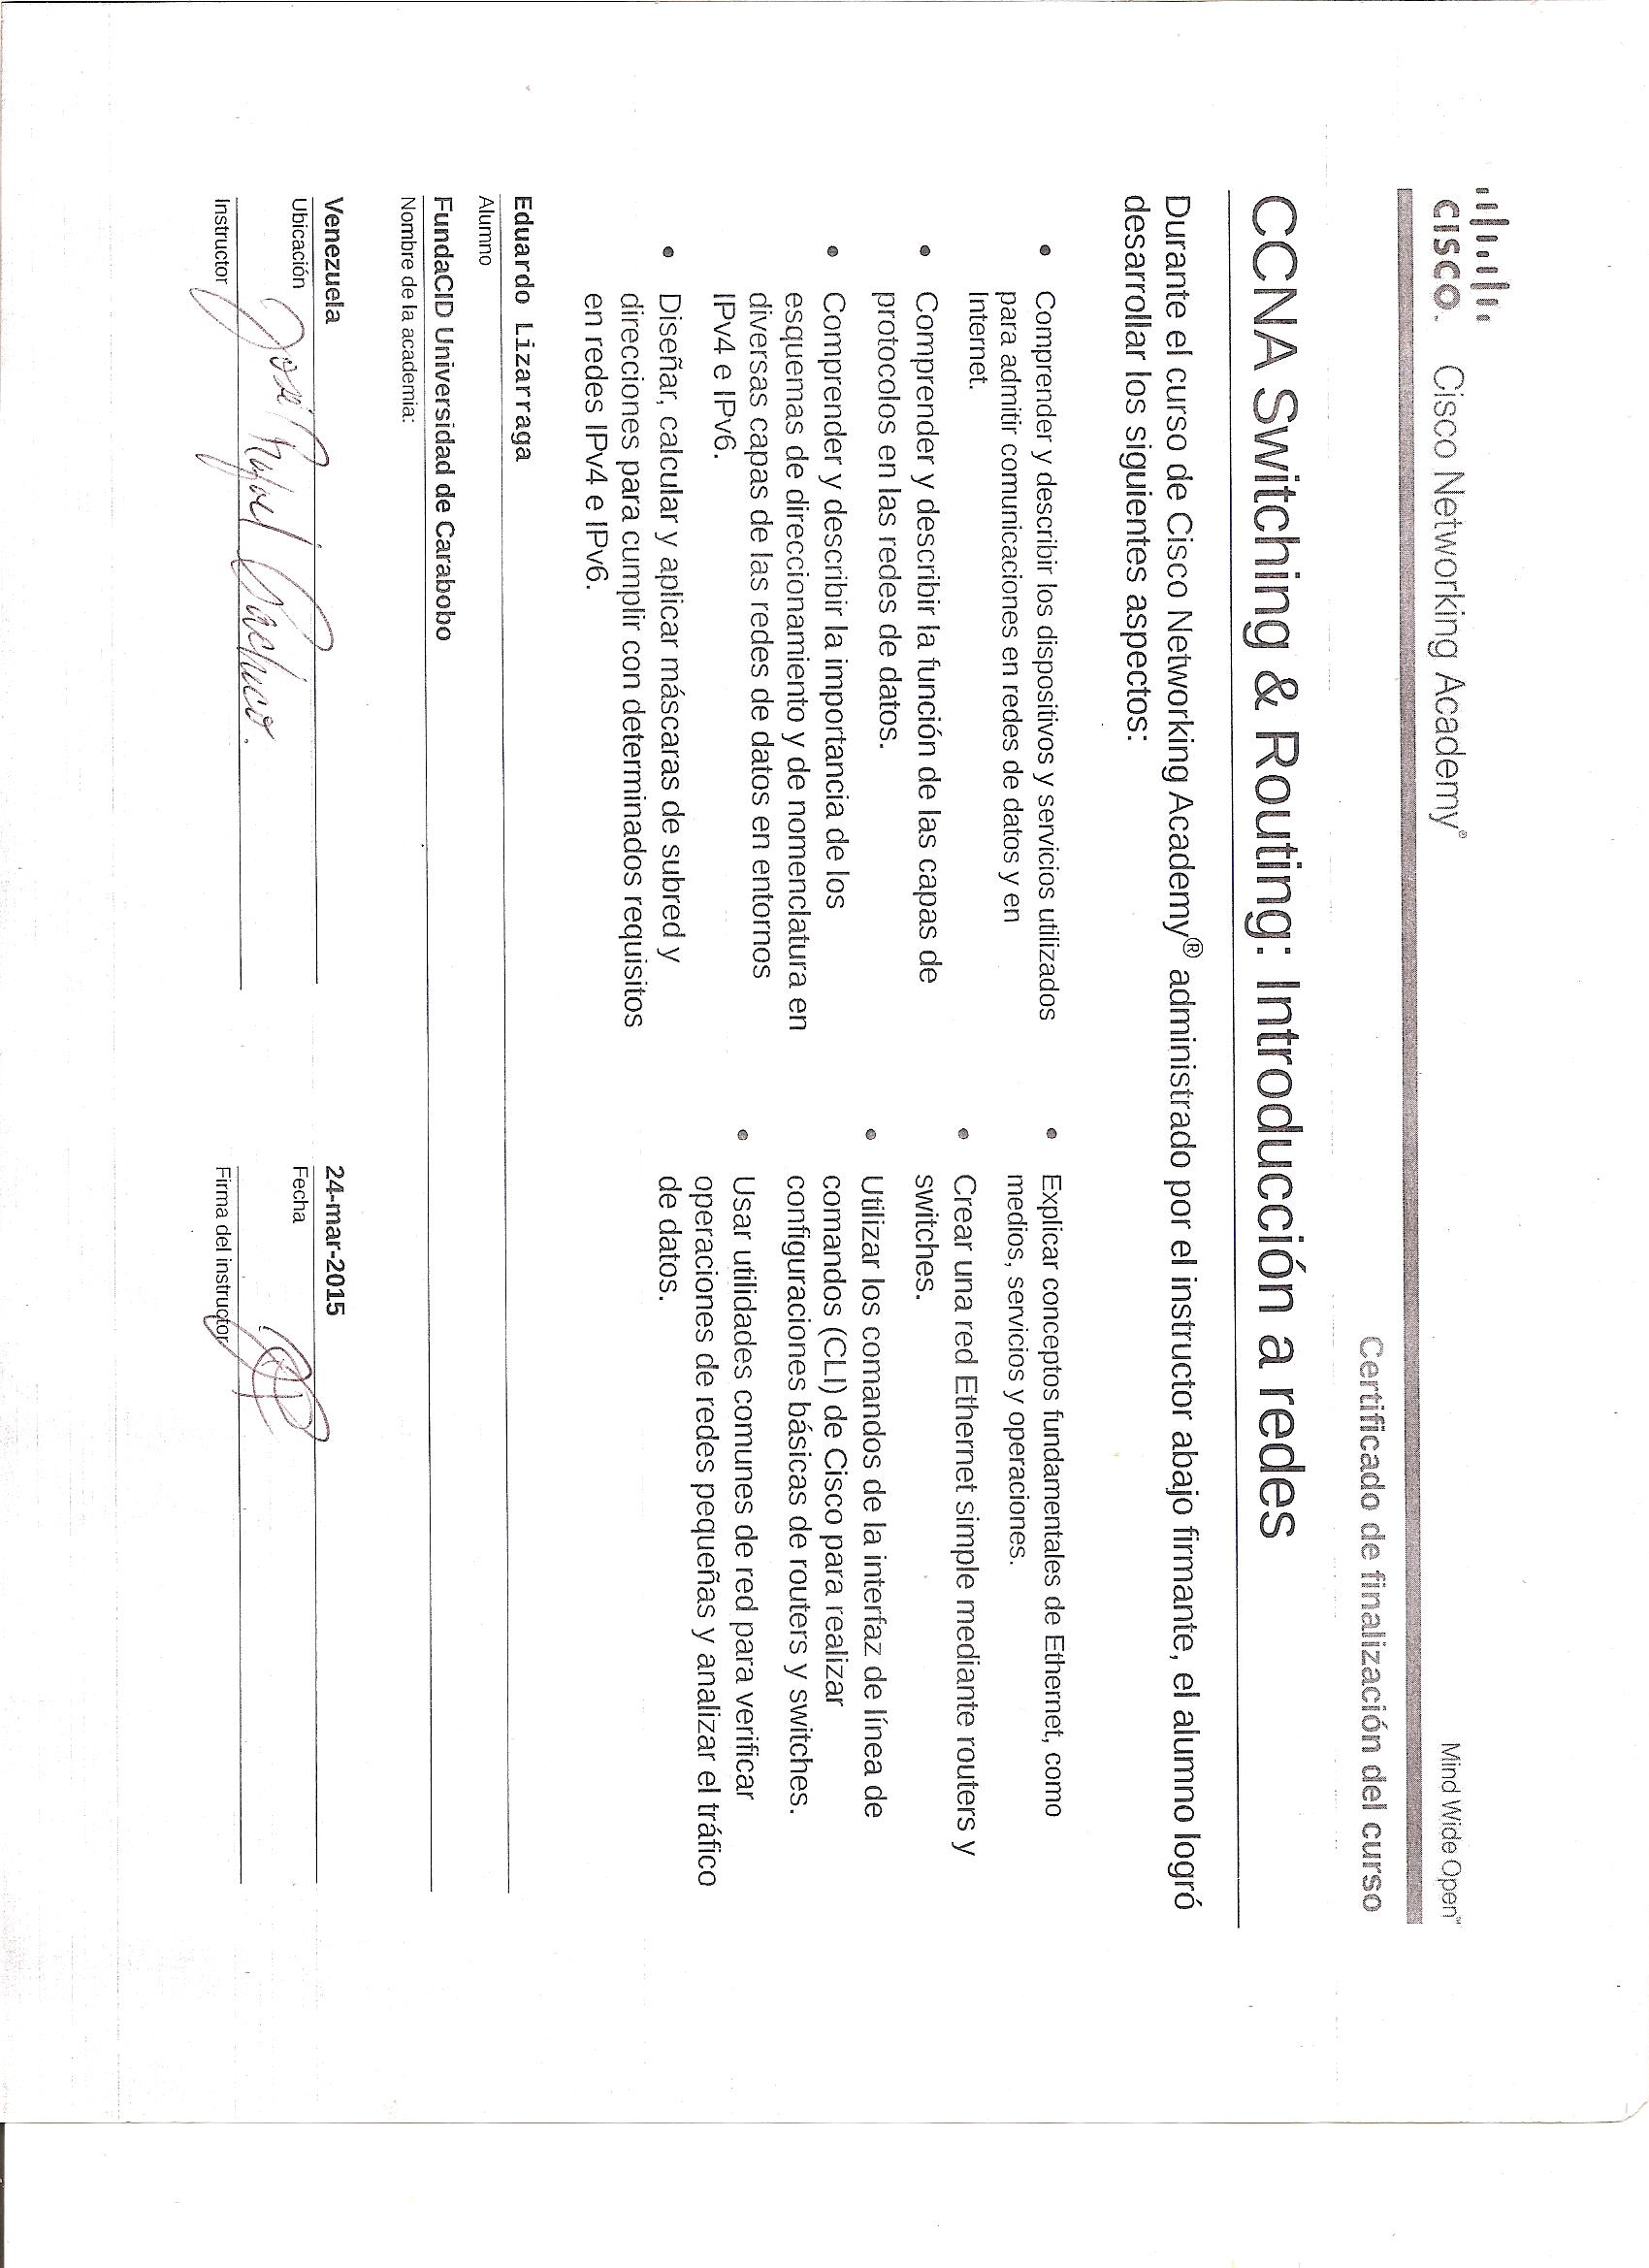 CISCO. Cisco Networking Academy® Mind Wide Open™
Certificado de finalización del curso
CCNA Switching & Routing: Introducción a redes
Durante el curso de Cisco Networking Academy® administrado por el instructor abajo firmante, el alumno logró
desarrollar los siguientes aspectos:
• Comprender y describir los dispositivos y servicios utilizados
para admitir comunicaciones en redes de datos y en
Internet.
• Comprender y describir la función de las capas de
protocolos en las redes de datos.
• Comprender y describir la importancia de los
esquemas de direccionamiento y de nomenclatura en
diversas capas de las redes de datos en entornos
IPv4 e IPv6.
• Diseñar, calcular y aplicar máscaras de subred y
direcciones para cumplir con determinados requisitos
en redes IPv4 e IPv6.
• Explicar conceptos fundamentales de Ethernet, como
medios, servicios y operaciones.
• Crear una red Ethernet simple mediante routers y
switches.
• Utilizar los comandos de la interfaz de línea de
comandos (CLI) de Cisco para realizar
configuraciones básicas de routers y switches.
• Usar utilidades comunes de red para verificar
operaciones de redes pequeñas y analizar el tráfico
de datos.
Eduardo Lizarraga
Alumno
FundaCID Universidad de Carabobo
Nombre de la academia:
Venezuela
Ubicación
José Rafael Pacheco.
Instructor
24-mar-2015
Fecha
Firma del instructor